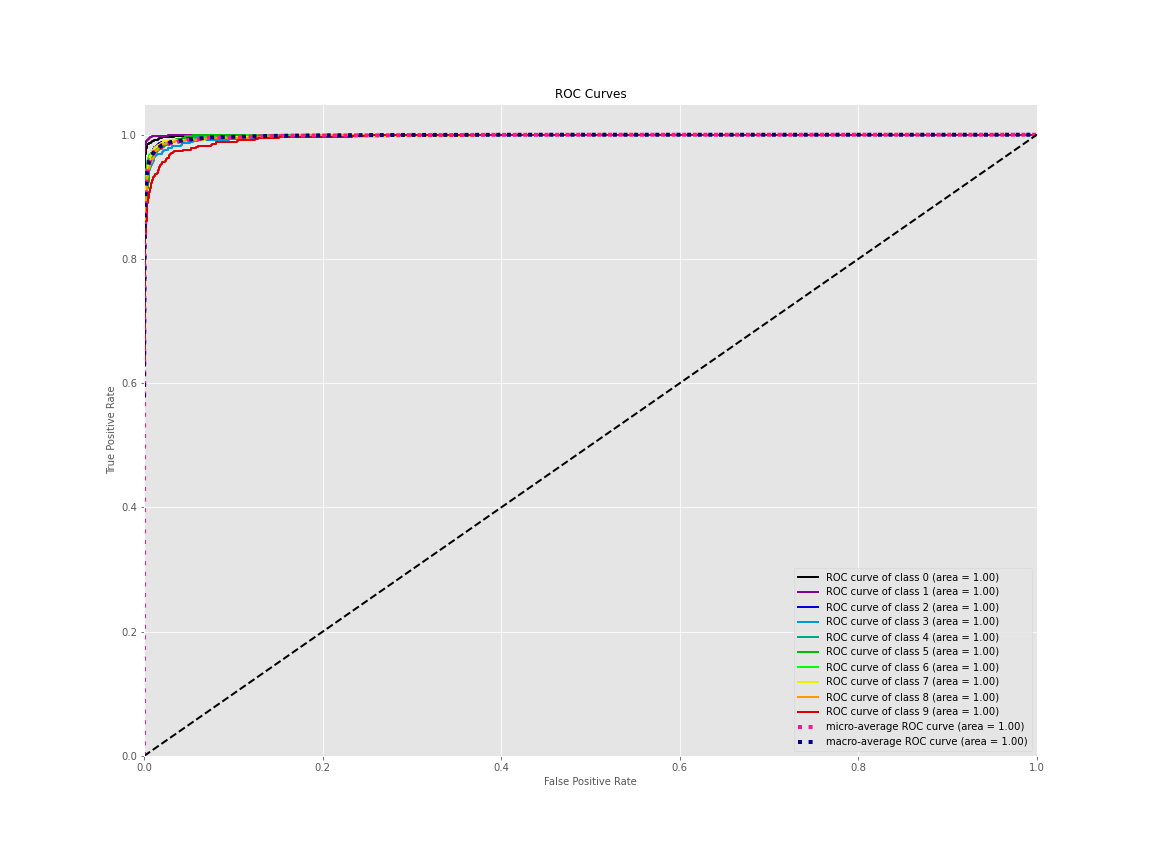 ROC Curves
1.0
0.8
0.6
0.4
0.2
0.0
True Positive Rate
0.0 0.2 0.4 0.6 0.8 1.0
False Positive Rate
ROC curve of class 0 (area = 1.00)
ROC curve of class 1 (area = 1.00)
ROC curve of class 2 (area = 1.00)
ROC curve of class 3 (area = 1.00)
ROC curve of class 4 (area = 1.00)
ROC curve of class 5 (area = 1.00)
ROC curve of class 6 (area = 1.00)
ROC curve of class 7 (area = 1.00)
ROC curve of class 8 (area = 1.00)
ROC curve of class 9 (area = 1.00)
micro-average ROC curve (area = 1.00)
macro-average ROC curve (area = 1.00)